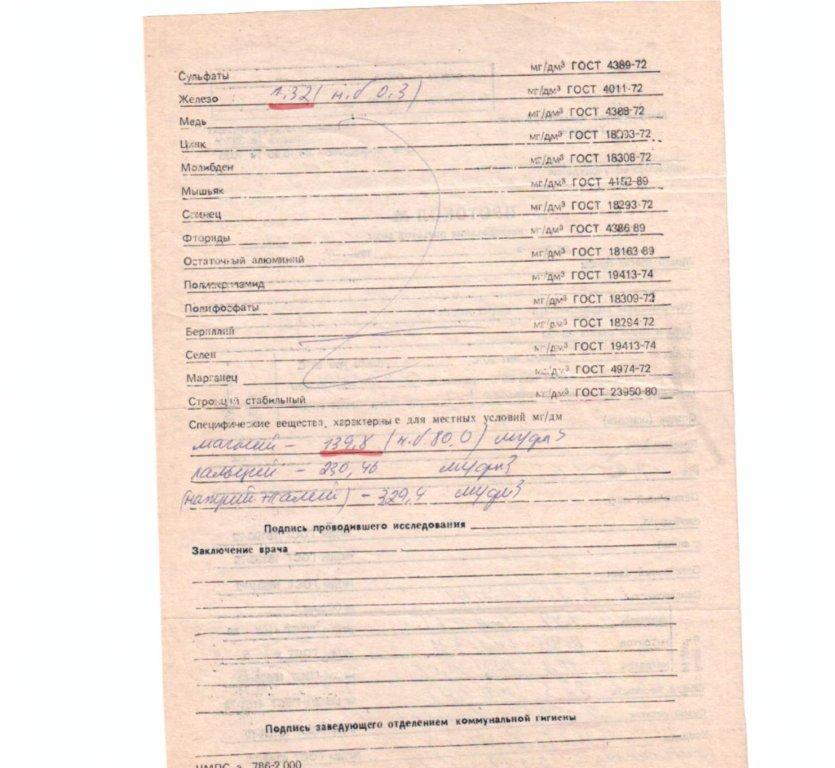 Сульфаты мг/дм³ ГОСТ 4389-72
Железо 1,32 (н.б 0,3) мг/дм³ ГОСТ 4011-72
Медь мг/дм³ ГОСТ 4388-72
Цинк мг/дм³ ГОСТ 18293-72
Молибден мг/дм³ ГОСТ 18308-72
Мышьяк мг/дм³ ГОСТ 4152-89
Свинец мг/дм³ ГОСТ 18293-72
Фториды мг/дм³ ГОСТ 4386-89
Остаточный алюминий мг/дм³ ГОСТ 18163-89
Полиакриламид мг/дм³ ГОСТ 19413-74
Полифосфаты мг/дм³ ГОСТ 18309-72
Бериллий мг/дм³ ГОСТ 18294-72
Селен мг/дм³ ГОСТ 19413-74
Марганец мг/дм³ ГОСТ 4974-72
Стронций стабильный мг/дм³ ГОСТ 23950-80
Специфические вещества, характерные для местных условий мг/дм
магний - 139,8 (н.б 80,0) мг/дм3
кальций - 230,46 мг/дм3
(натрий+калий) - 329,4 мг/дм3
Подпись проводившего исследования
Заключение врача
Подпись заведующего отделением коммунальной гигиены
786-2 000